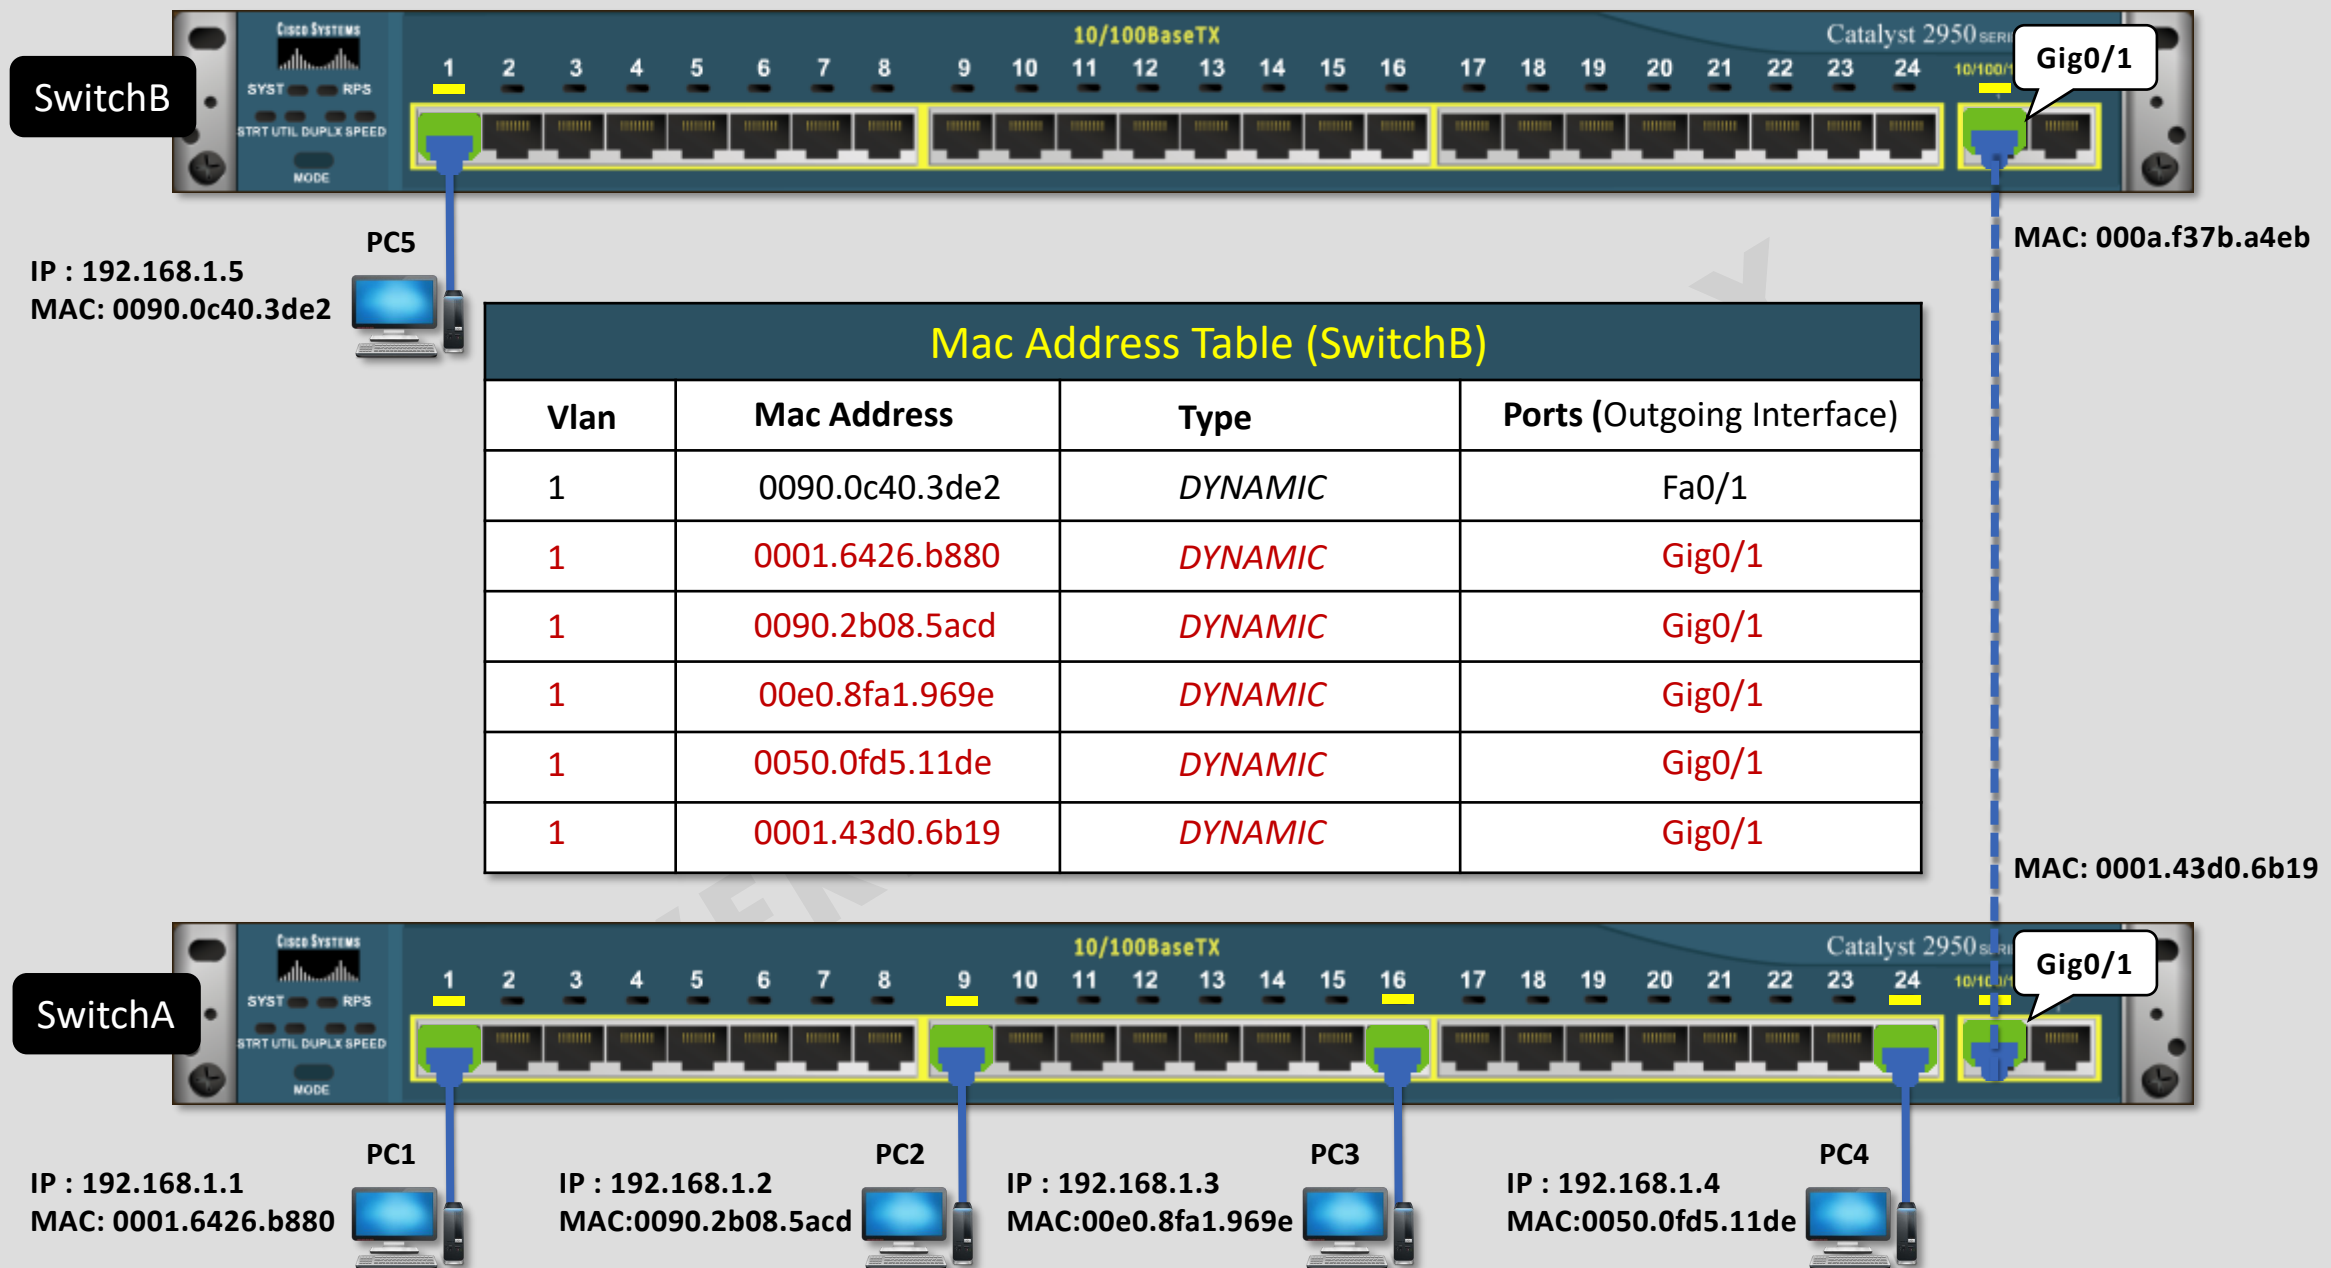 SwitchB
CISCO SYSTEMS
SYST RPS
STRT UTIL DUPLX SPEED
MODE
10/100BaseTX
1 2 3 4 5 6 7 8 9 10 11 12 13 14 15 16 17 18 19 20 21 22 23 24
Catalyst 2950
10/100/1
Gig0/1
PC5
IP : 192.168.1.5
MAC: 0090.0c40.3de2
MAC: 000a.f37b.a4eb
Mac Address Table (SwitchB)
Vlan Mac Address Type Ports (Outgoing Interface)
1 0090.0c40.3de2 DYNAMIC Fa0/1
1 0001.6426.b880 DYNAMIC Gig0/1
1 0090.2b08.5acd DYNAMIC Gig0/1
1 00e0.8fa1.969e DYNAMIC Gig0/1
1 0050.0fd5.11de DYNAMIC Gig0/1
1 0001.43d0.6b19 DYNAMIC Gig0/1
MAC: 0001.43d0.6b19
SwitchA
CISCO SYSTEMS
SYST RPS
STRT UTIL DUPLX SPEED
MODE
10/100BaseTX
1 2 3 4 5 6 7 8 9 10 11 12 13 14 15 16 17 18 19 20 21 22 23 24
Catalyst 2950
Gig0/1
PC1
IP : 192.168.1.1
MAC: 0001.6426.b880
PC2
IP : 192.168.1.2
MAC:0090.2b08.5acd
PC3
IP : 192.168.1.3
MAC:00e0.8fa1.969e
PC4
IP : 192.168.1.4
MAC:0050.0fd5.11de